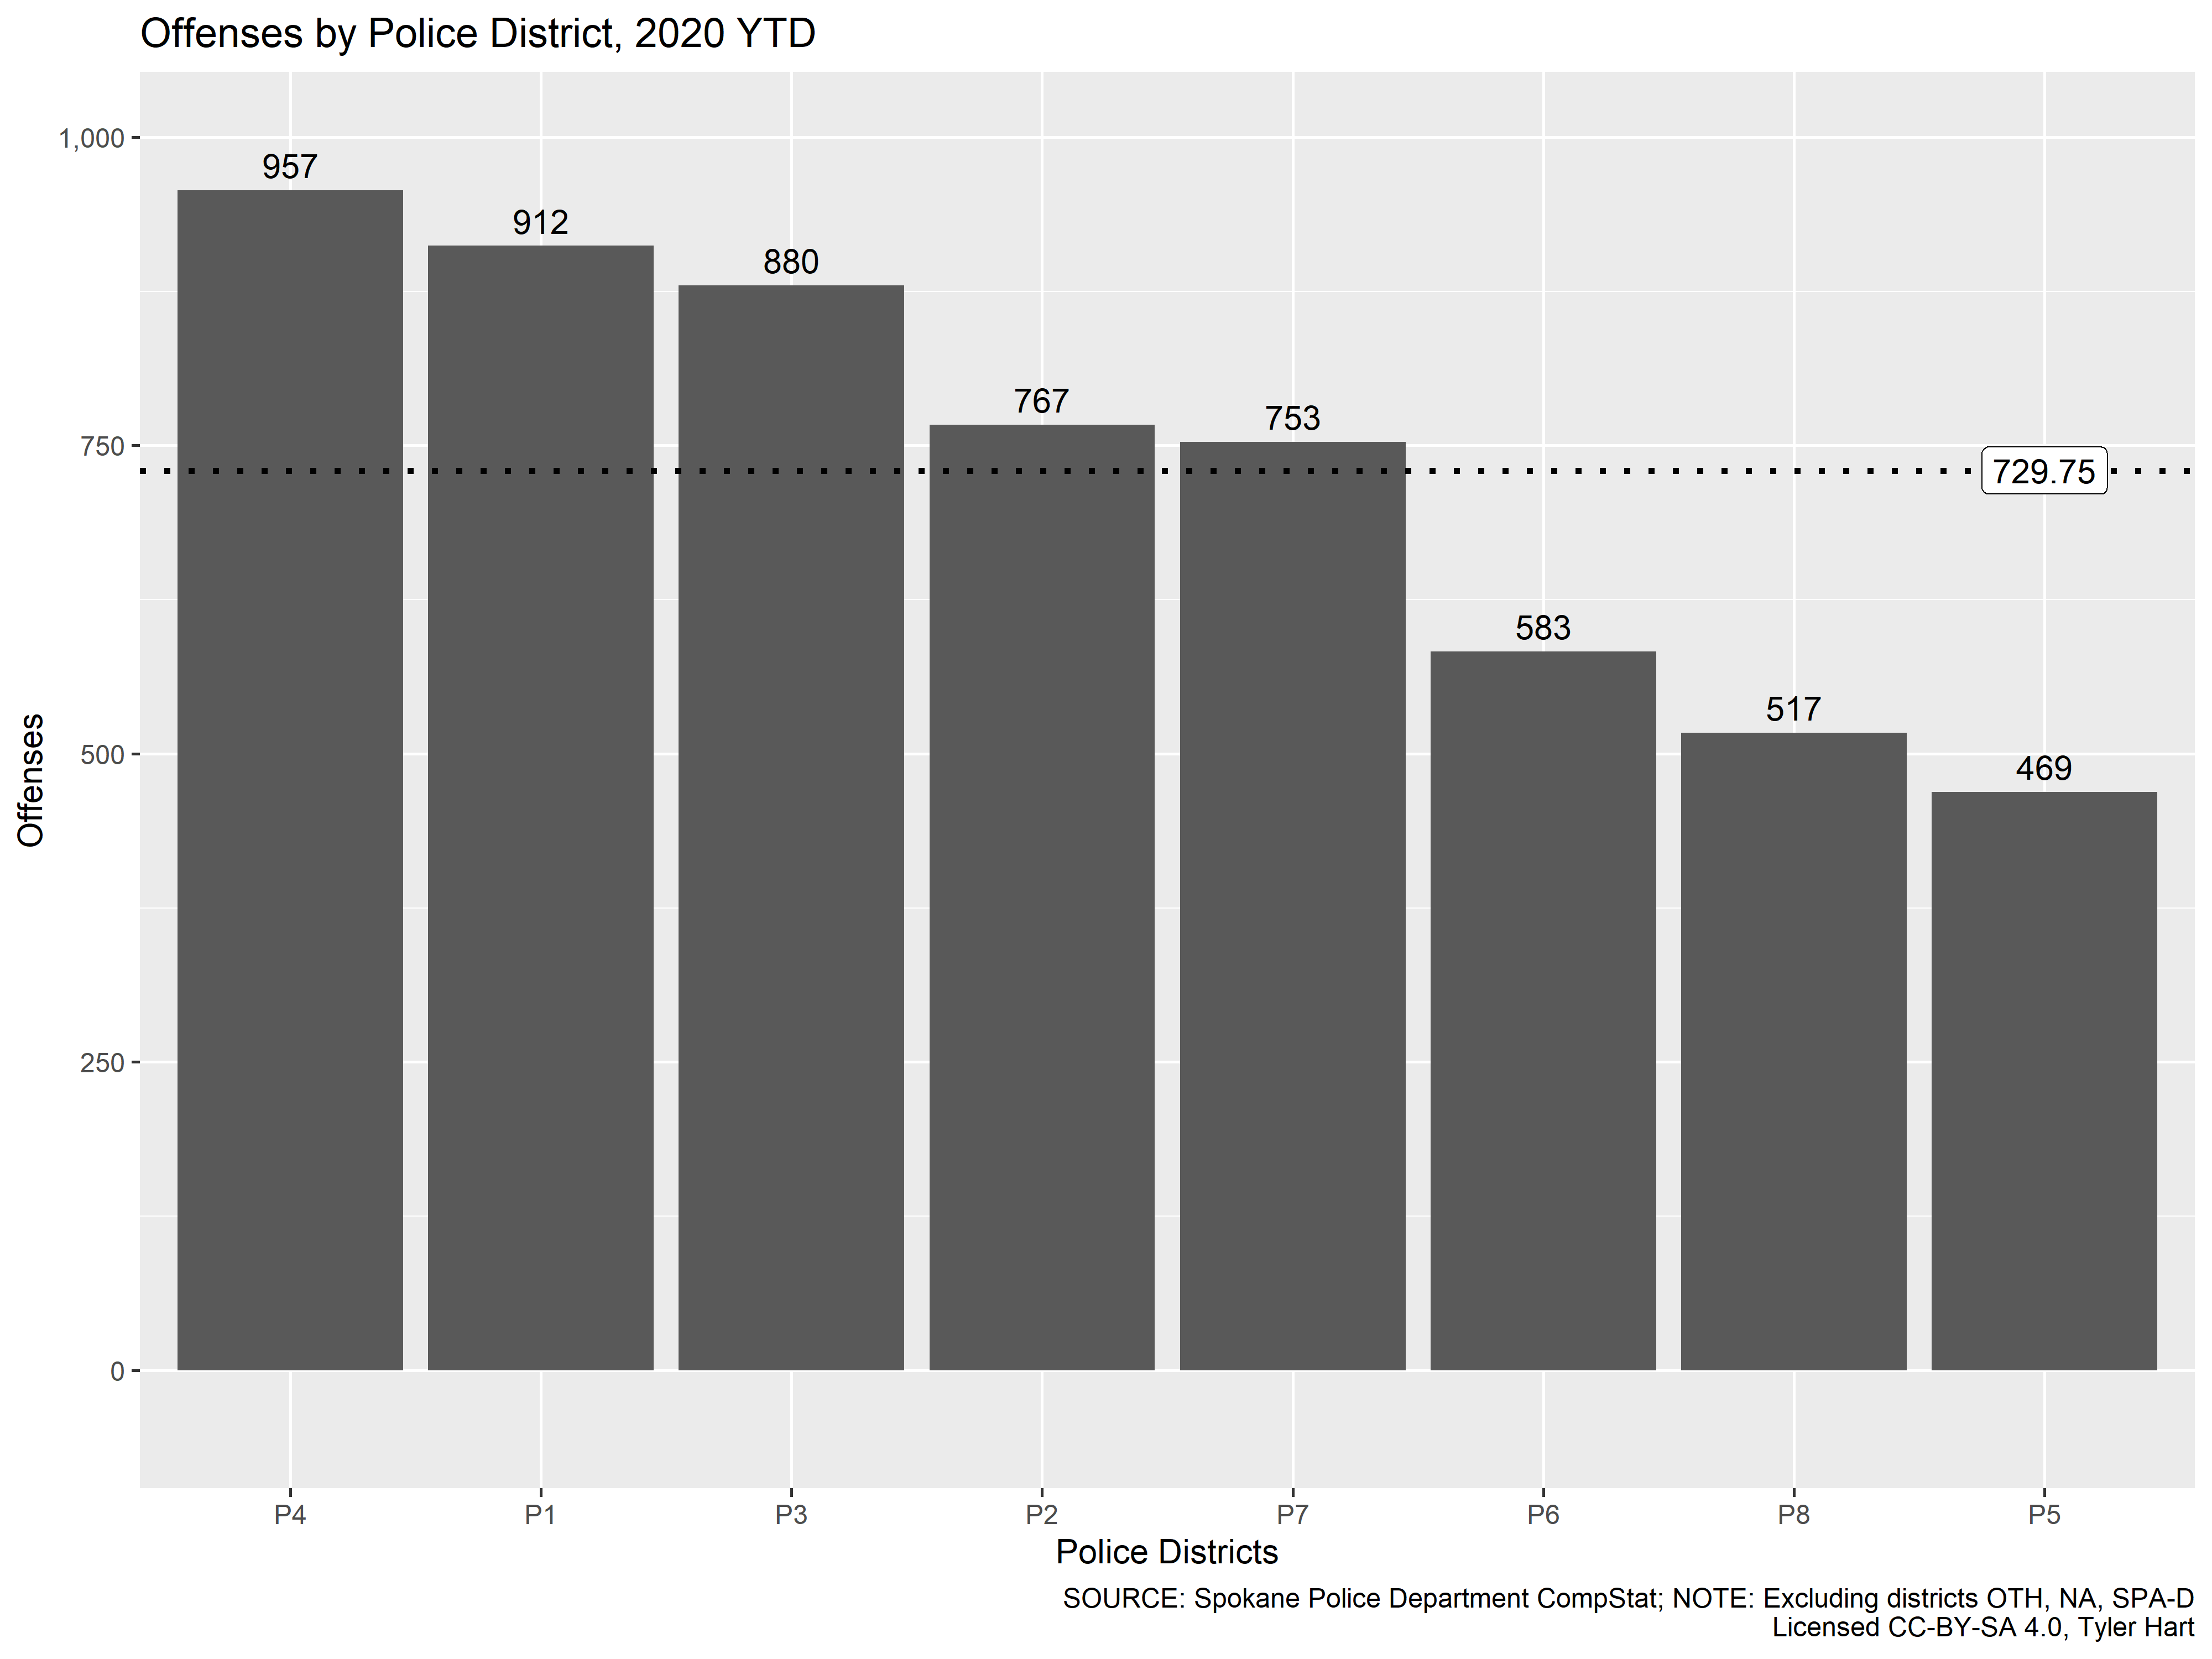 Offenses by Police District, 2020 YTD
1,000
957
912
880
767
753
750
729.75
583
517
500
469
250
0
Offenses
P4 P1 P3 P2 P7 P6 P8 P5
Police Districts
SOURCE: Spokane Police Department CompStat; NOTE: Excluding districts OTH, NA, SPA-D
Licensed CC-BY-SA 4.0, Tyler Hart